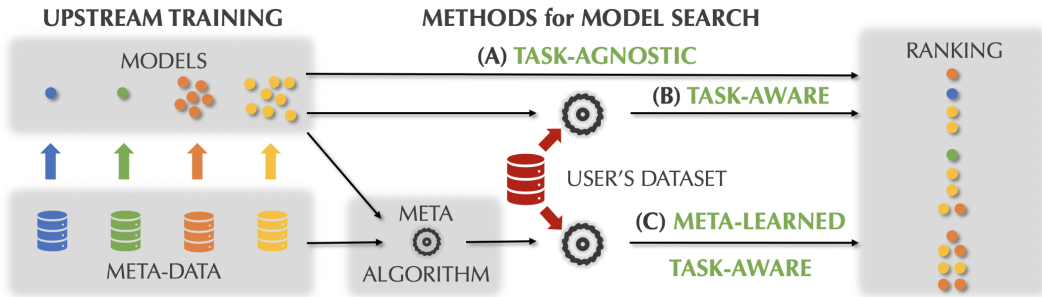 UPSTREAM TRAINING
METHODS for MODEL SEARCH
MODELS
(A) TASK-AGNOSTIC
RANKING
(B) TASK-AWARE
USER'S DATASET
META
ALGORITHM
(C) META-LEARNED
TASK-AWARE
META-DATA